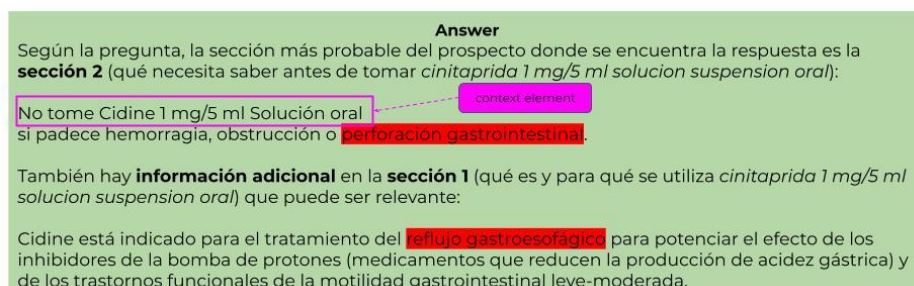 Answer
Según la pregunta, la sección más probable del prospecto donde se encuentra la respuesta es la
sección 2 (qué necesita saber antes de tomar cinitaprida 1 mg/5 ml solucion suspension oral):
No tome Cidine 1 mg/5 ml Solución oral
context element
si padece hemorragia, obstrucción o perforación gastrointestinal.
También hay información adicional en la sección 1 (qué es y para qué se utiliza cinitaprida 1 mg/5 ml
solucion suspension oral) que puede ser relevante:
Cidine está indicado para el tratamiento del reflujo gastroesofágico para potenciar el efecto de los
inhibidores de la bomba de protones (medicamentos que reducen la producción de acidez gástrica) y
de los trastornos funcionales de la motilidad gastrointestinal leve-moderada.